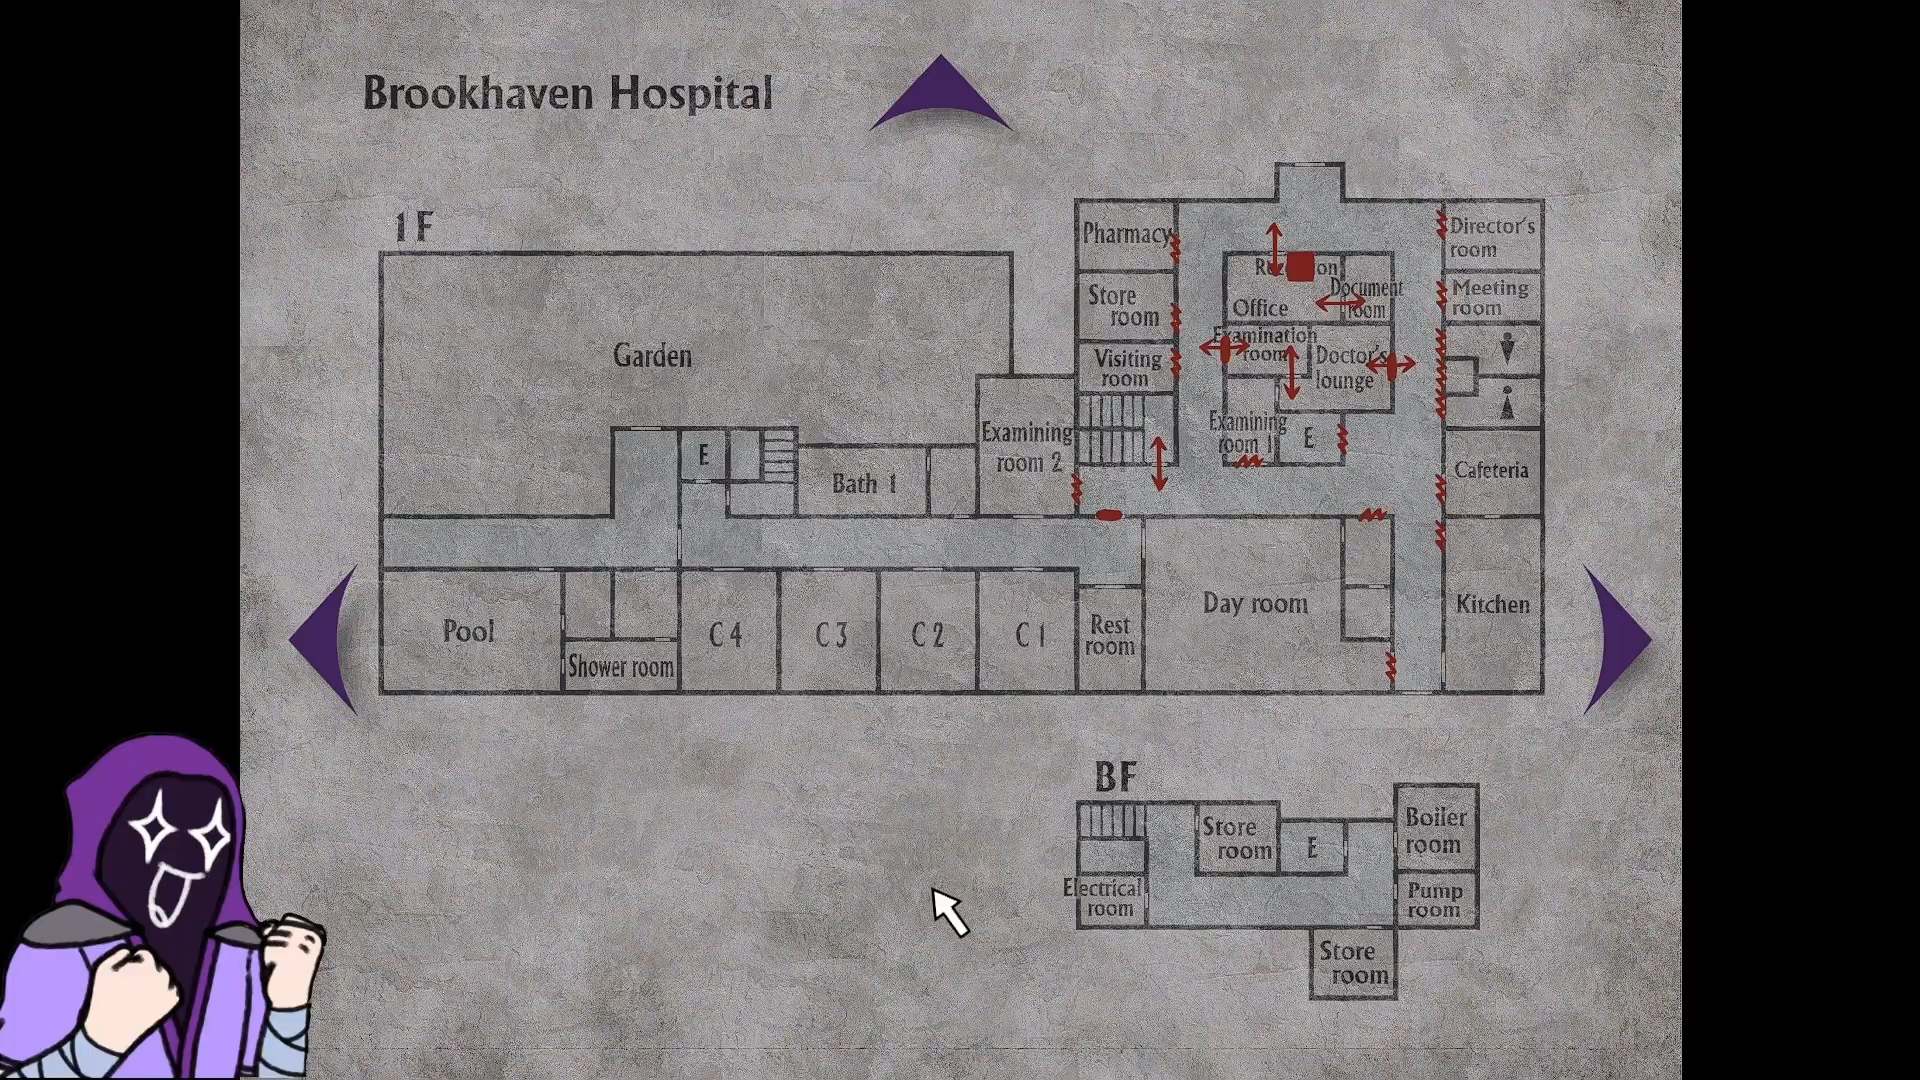 Brookhaven Hospital
1F
Pharmacy
Director's
room
Reception
Document
room
Store
room
Office
Meeting
room
Garden
Examination
room
Visiting
room
Doctor's
lounge
Examining
room 2
Examining
room 1
E
E
Bath 1
Cafeteria
Pool
Shower room
C4
C3
C2
C1
Rest
room
Day room
Kitchen
BF
Store
room
E
Boiler
room
Electrical
room
Pump
room
Store
room